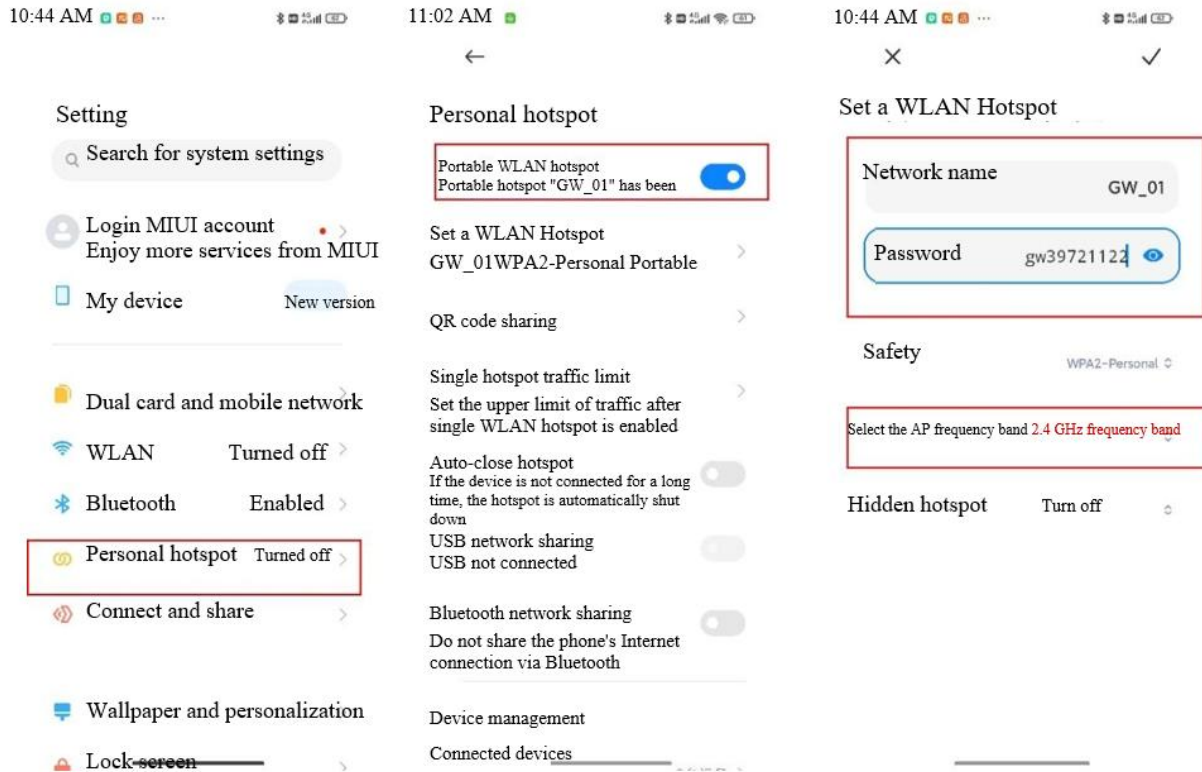 10:44 AM
Setting
Search for system settings
Login MIUI account
Enjoy more services from MIUI
My device
New version
Dual card and mobile network
WLAN
Turned off
Bluetooth
Enabled
Personal hotspot
Turned off
Connect and share
Wallpaper and personalization
Lock screen
11:02 AM
61
Personal hotspot
Portable WLAN hotspot
Portable hotspot "GW_01" has been
Set a WLAN Hotspot
GW_01WPA2-Personal Portable
QR code sharing
Single hotspot traffic limit
Set the upper limit of traffic after
single WLAN hotspot is enabled
Auto-close hotspot
If the device is not connected for a long
time, the hotspot is automatically shut
down
USB network sharing
USB not connected
Bluetooth network sharing
Do not share the phone's Internet
connection via Bluetooth
Device management
Connected devices
10:44 AM
Set a WLAN Hotspot
Network name
GW_01
Password
gw39721122
Safety
WPA2-Personal
Select the AP frequency band 2.4 GHz frequency band
Hidden hotspot
Turn off